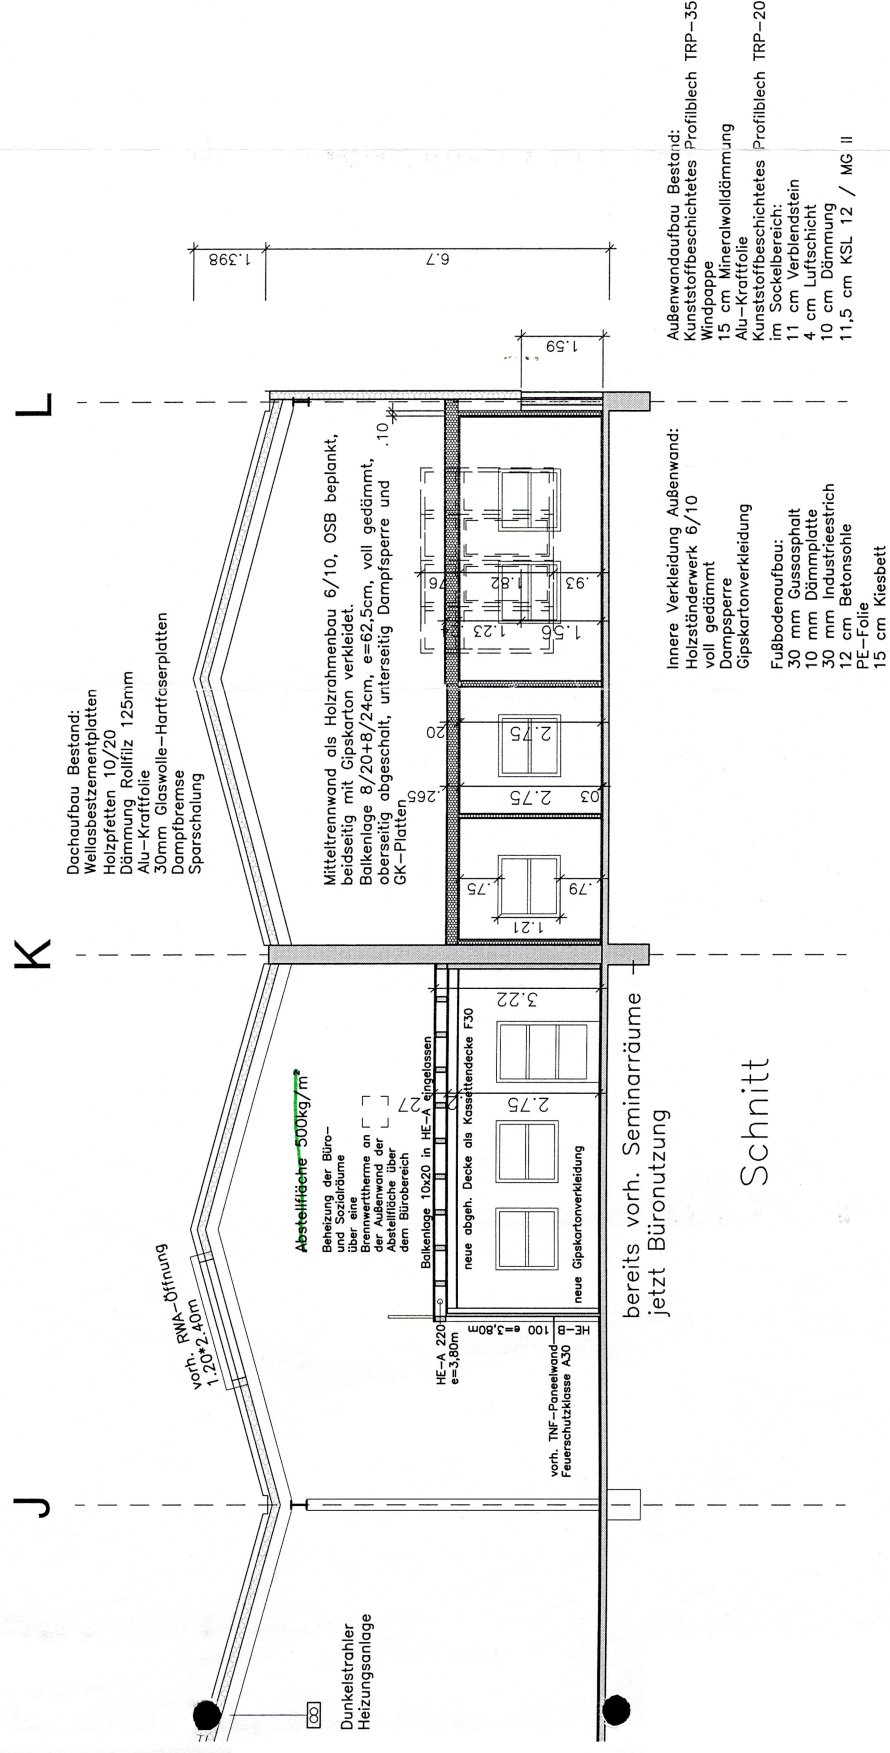 J
K
L
Dachaufbau Bestand:
Wellasbestzementplatten
Holzpfetten 10/20
Dämmung Rollfilz 125mm
Alu-Kraftfolie
30mm Glaswolle-Hartfaserplatten
Dampfbremse
Sparschalung
vorh. RWA-Öffnung
1.20*2.40m
1.398
6.7
1.59
Abstellfläche 500kg/m²
Beheizung der Büro-
und Sozialräume
über eine
Brennwerttherme an
der Außenwand der
Abstellfläche über
dem Bürobereich
Mitteltrennwand als Holzrahmenbau 6/10, OSB beplankt,
beidseitig mit Gipskarton verkleidet.
Balkenlage 8/20+8/24cm, e=62,5cm, voll gedämmt,
oberseitig abgeschalt, unterseitig Dampfsperre und
GK-Platten
.10
Dunkelstrahler
Heizungsanlage
Balkenlage 10x20 in HE-A eingelassen
neue abgeh. Decke als Kassettendecke F30
neue Gipskartonverkleidung
HE-A 220
e=3,80m
HE-B 100 e=3,80m
vorh. TNF-Paneelwand
Feuerschutzklasse A30
27
2.75
3.22
.75
1.21
.79
.265
2.75
03
20
2.75
76
1.82
.93
1.23
1.56
bereits vorh. Seminarräume
jetzt Büronutzung
Innere Verkleidung Außenwand:
Holzständerwerk 6/10
voll gedämmt
Dampsperre
Gipskartonverkleidung
Fußbodenaufbau:
30 mm Gussasphalt
10 mm Dämmplatte
30 mm Industrieestrich
12 cm Betonsohle
PE-Folie
15 cm Kiesbett
Außenwandaufbau Bestand:
Kunststoffbeschichtetes Profilblech TRP-35
Windpappe
15 cm Mineralwolldämmung
Alu-Kraftfolie
Kunststoffbeschichtetes Profilblech TRP-20
im Sockelbereich:
11 cm Verblendstein
4 cm Luftschicht
10 cm Dämmung
11,5 cm KSL 12 / MG II
Schnitt